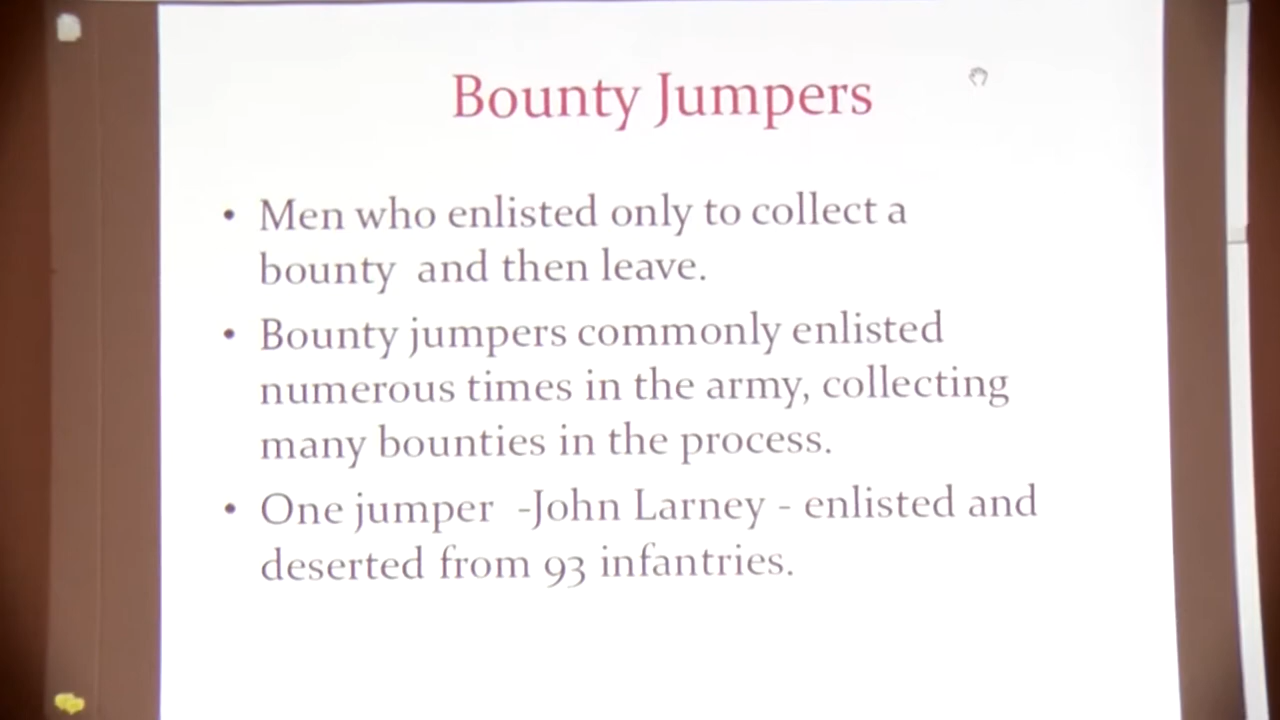 Bounty Jumpers
• Men who enlisted only to collect a
bounty and then leave.
• Bounty jumpers commonly enlisted
numerous times in the army, collecting
many bounties in the process.
• One jumper -John Larney - enlisted and
deserted from 93 infantries.